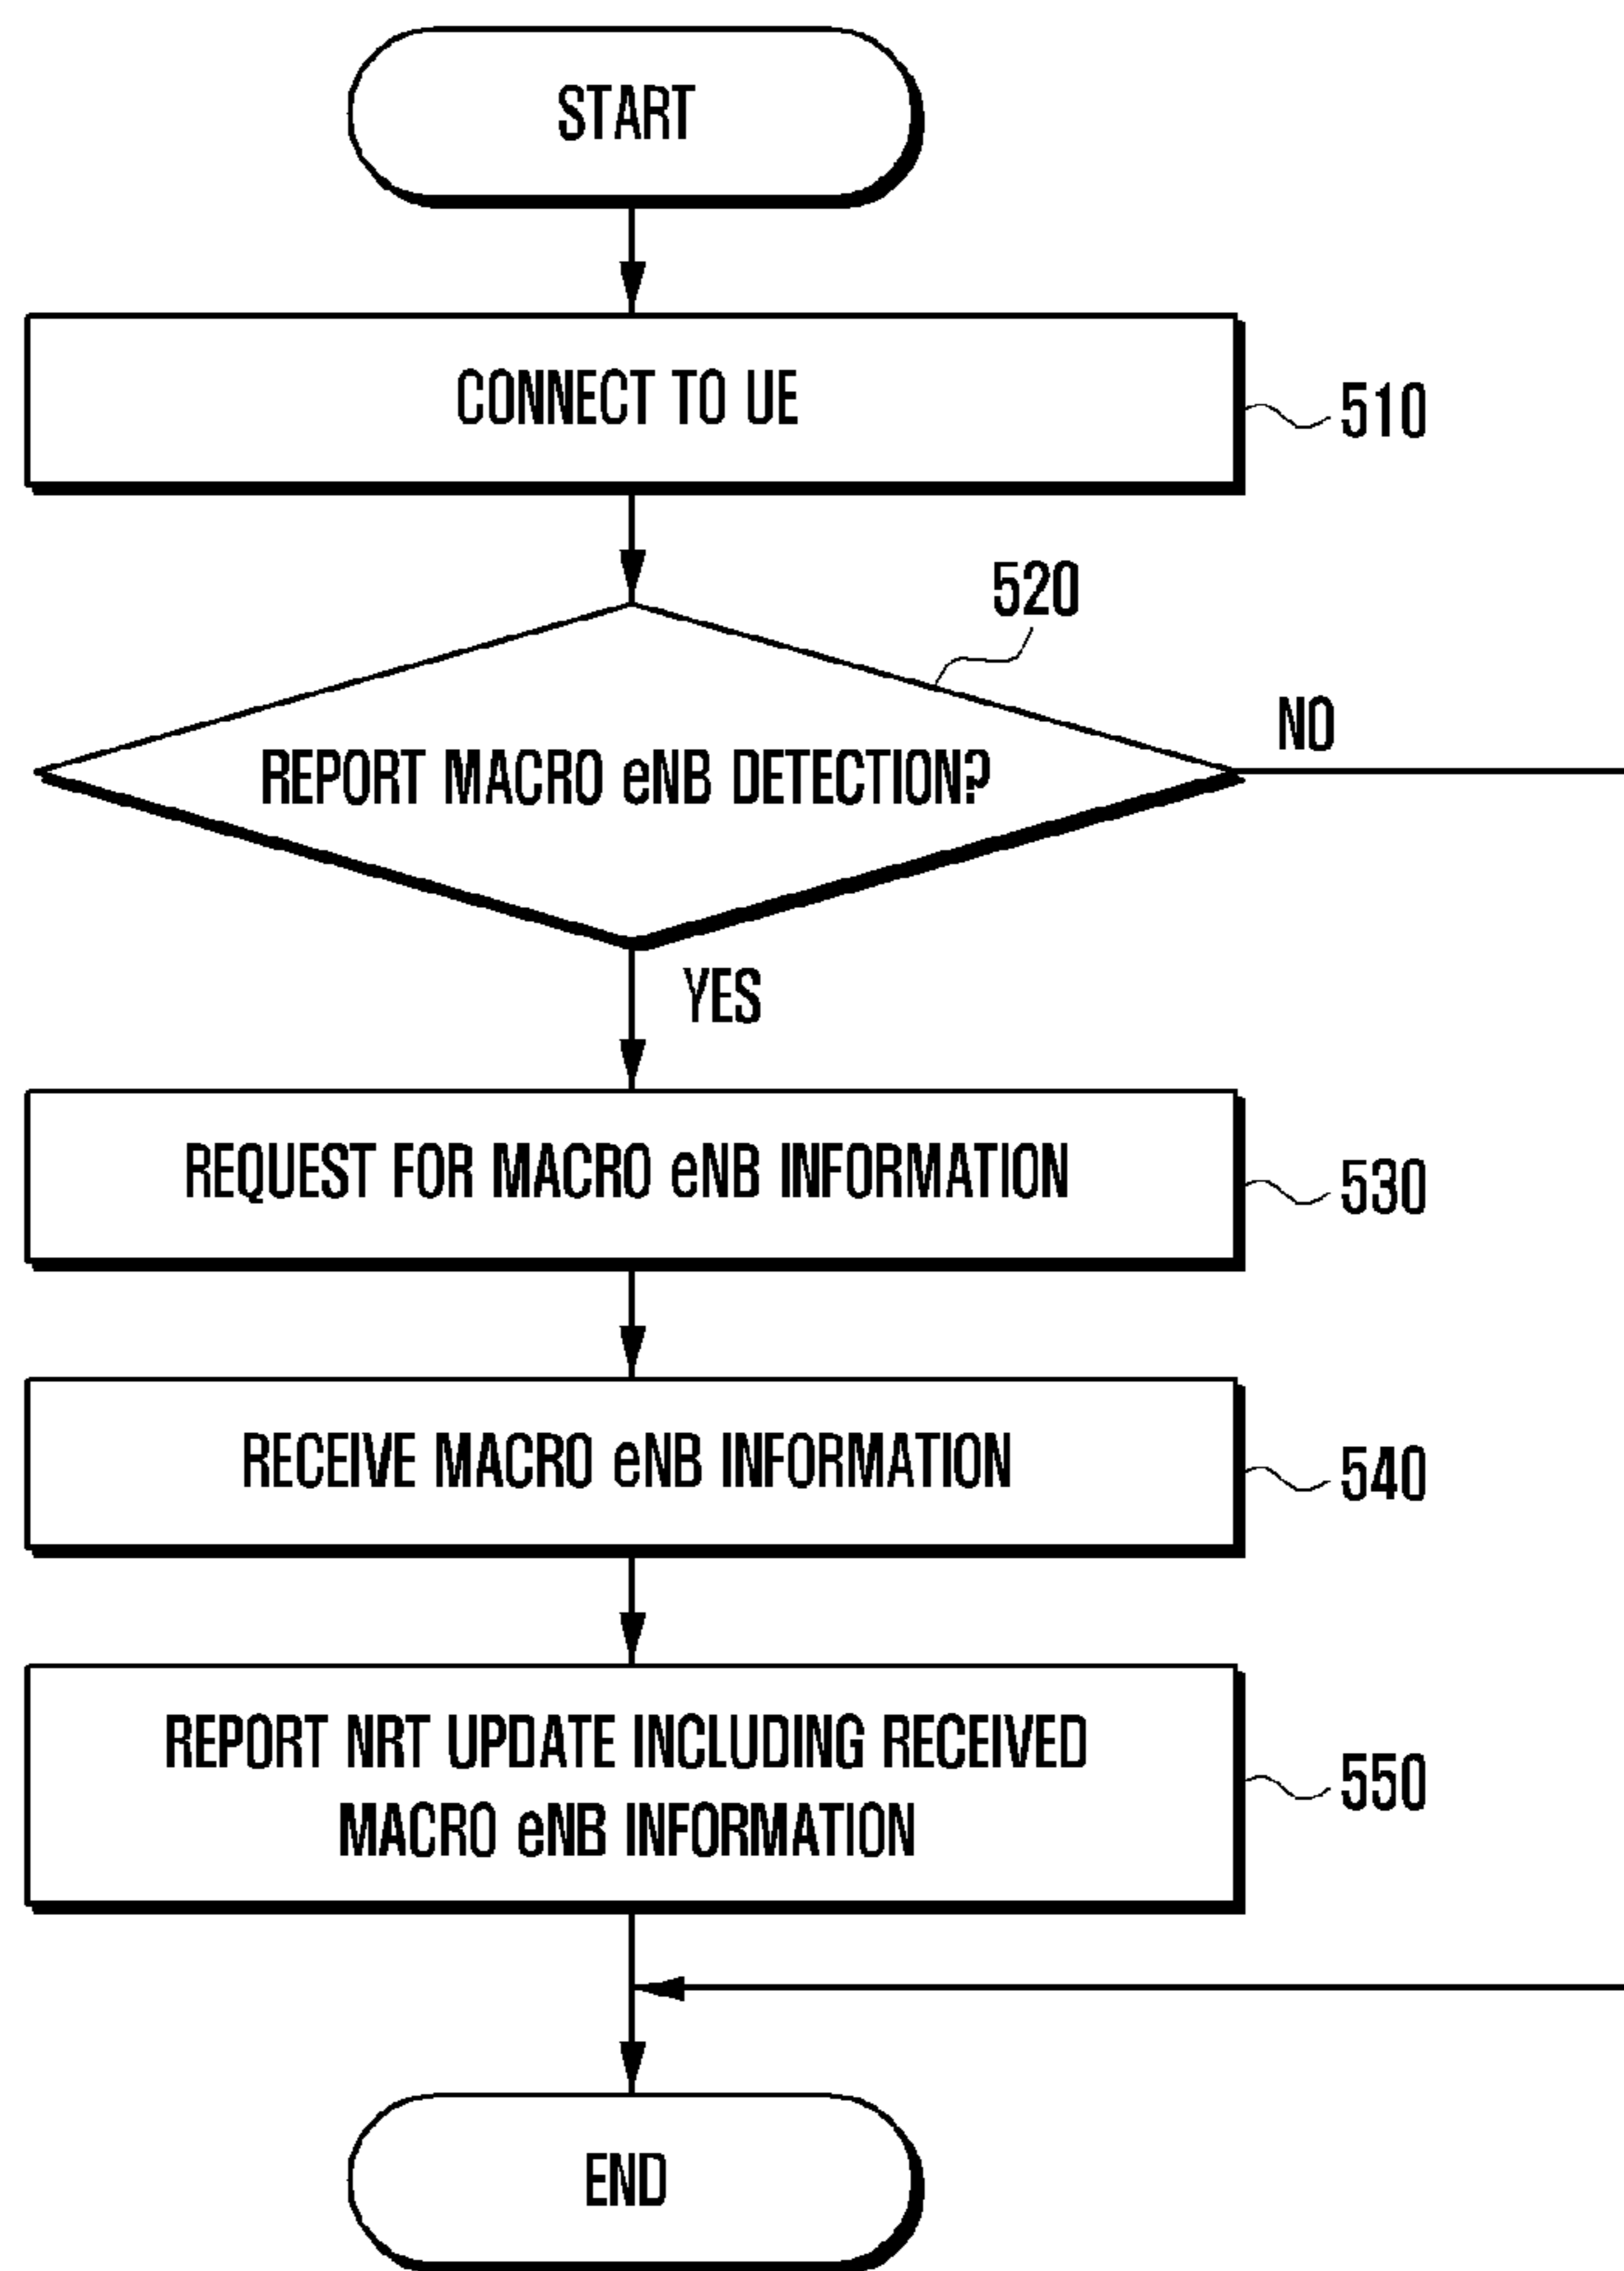 START
CONNECT TO UE
510
520
REPORT MACRO eNB DETECTION?
NO
YES
REQUEST FOR MACRO eNB INFORMATION
530
RECEIVE MACRO eNB INFORMATION
540
REPORT NRT UPDATE INCLUDING RECEIVED
MACRO eNB INFORMATION
550
END